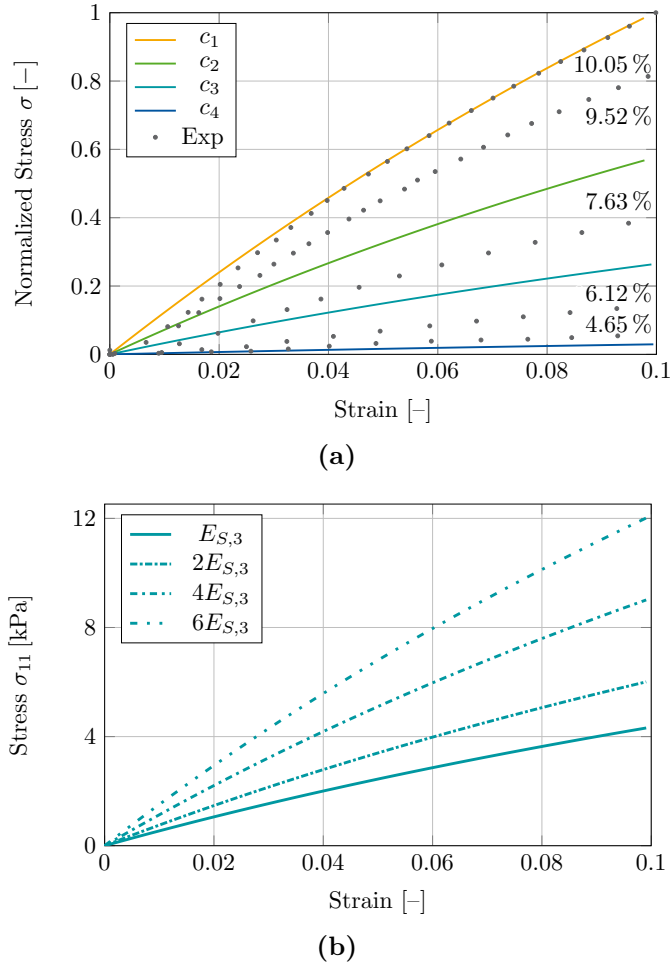 Normalized Stress σ [−]
1
0.8
0.6
0.4
0.2
0
c1
c2
c3
c4
Exp
10.05 %
9.52 %
7.63 %
6.12 %
4.65 %
0
0.02
0.04
0.06
0.08
0.1
Strain [–]
(a)
Stress σ11 [kPa]
12
8
4
0
ES,3
2ES,3
4ES,3
6ES,3
0
0.02
0.04
0.06
0.08
0.1
Strain [–]
(b)